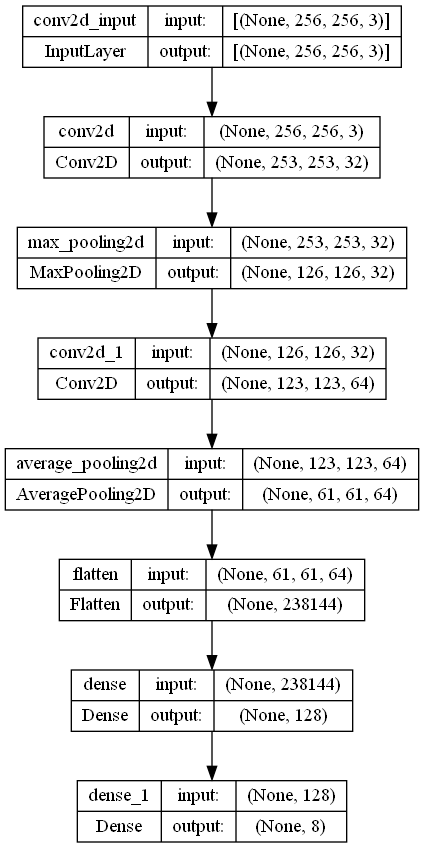 conv2d_input input: [(None, 256, 256, 3)]
InputLayer output: [(None, 256, 256, 3)]
conv2d input: (None, 256, 256, 3)
Conv2D output: (None, 253, 253, 32)
max_pooling2d input: (None, 253, 253, 32)
MaxPooling2D output: (None, 126, 126, 32)
conv2d_1 input: (None, 126, 126, 32)
Conv2D output: (None, 123, 123, 64)
average_pooling2d input: (None, 123, 123, 64)
AveragePooling2D output: (None, 61, 61, 64)
flatten input: (None, 61, 61, 64)
Flatten output: (None, 238144)
dense input: (None, 238144)
Dense output: (None, 128)
dense_1 input: (None, 128)
Dense output: (None, 8)